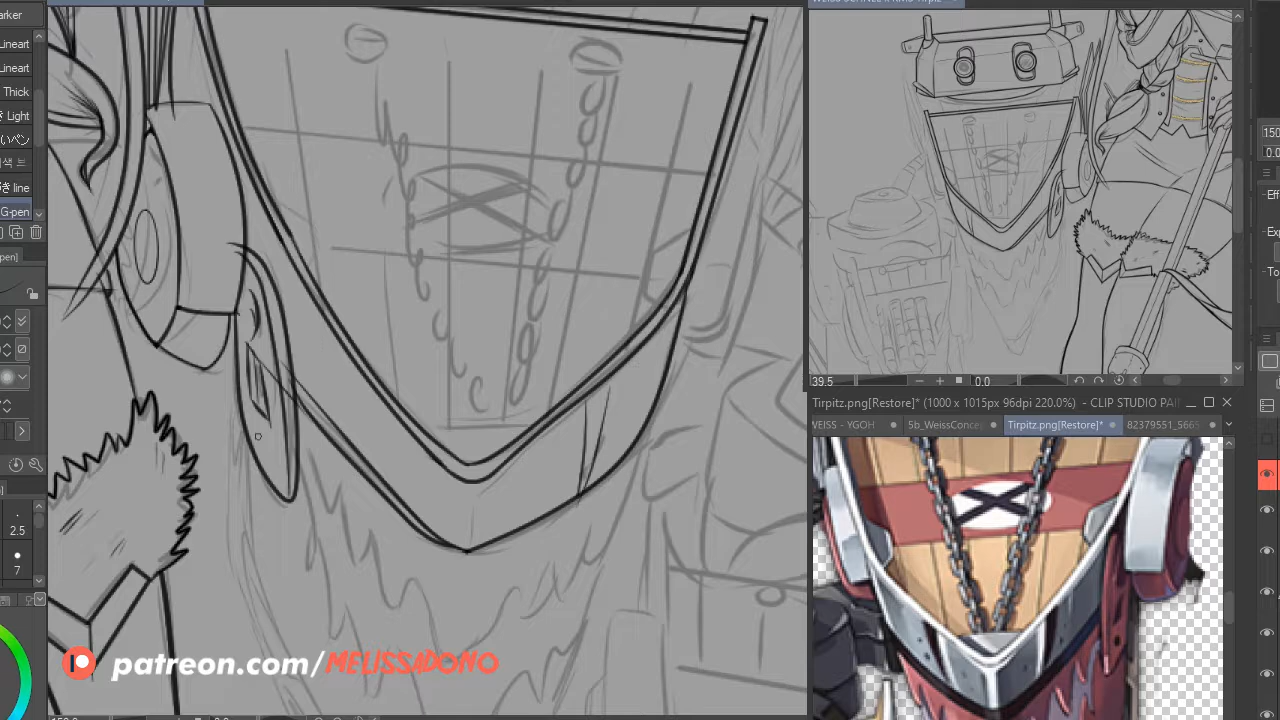 arker
Lineart
Lineart
Thick
Light
line
G-pen
pen]
2.5
7
39.5
0.0
150
0.0
Eff
Exp
To
Tirpitz.png[Restore]* (1000 x 1015px 96dpi 220.0%) - CLIP STUDIO PAI
WEISS - YGOH
5b_WeissConce
Tirpitz.png[Restore]*
82379551_5665
patreon.com/MELISSADONO